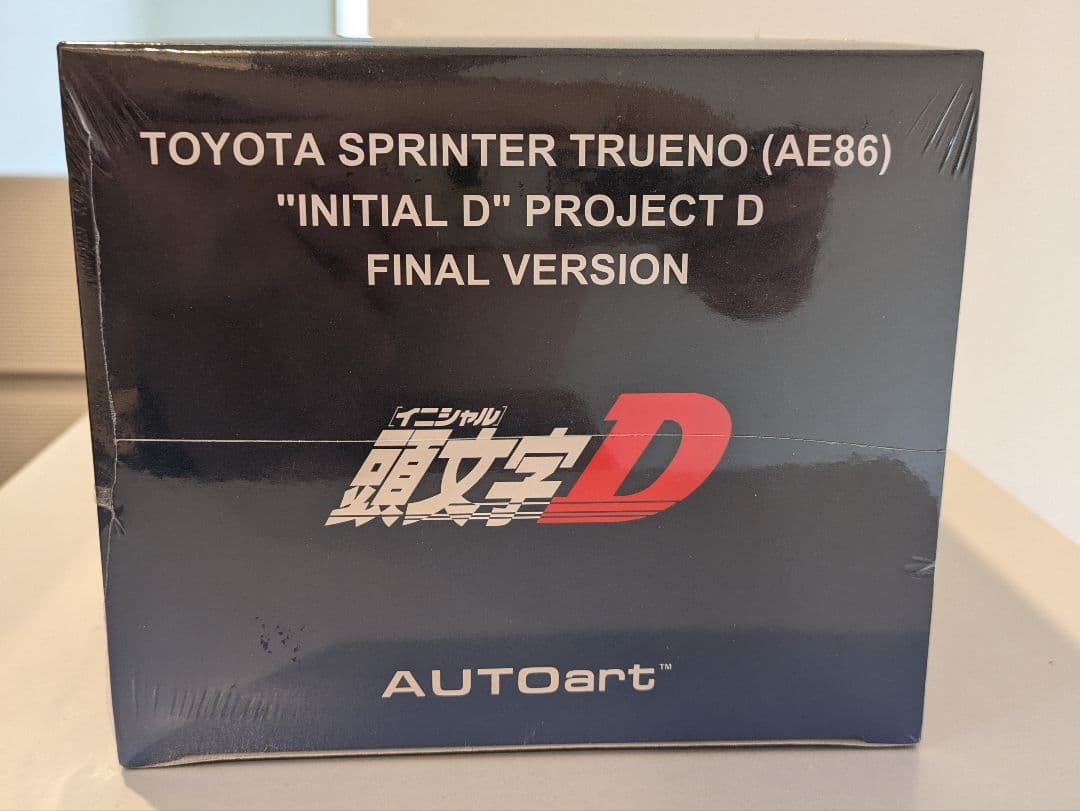 TOYOTA SPRINTER TRUENO (AE86)
"INITIAL D" PROJECT D
FINAL VERSION
[イニシャル]
頭文字D
AUTOart™